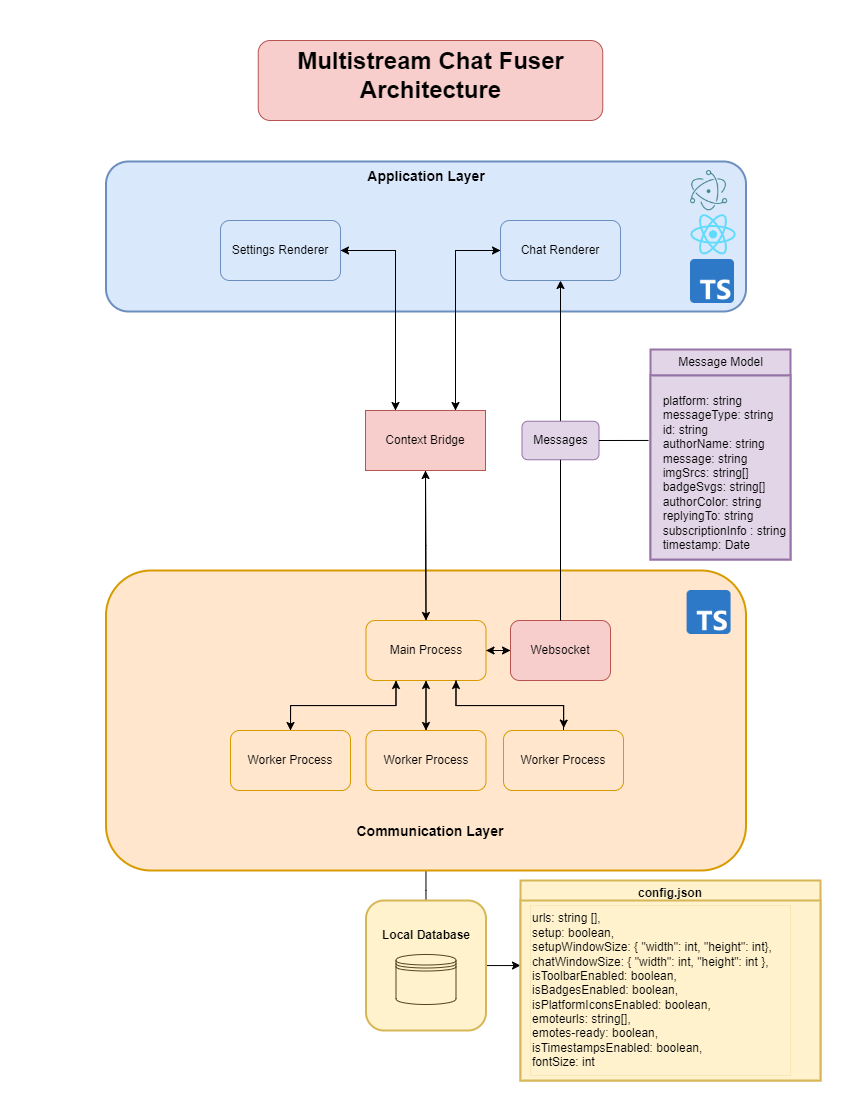 Multistream Chat Fuser
Architecture
Application Layer
Settings Renderer
Chat Renderer
TS
Message Model
platform: string
messageType: string
id: string
authorName: string
message: string
imgSrcs: string[]
badgeSvgs: string[]
authorColor: string
replyingTo: string
subscriptionInfo : string
timestamp: Date
Context Bridge
Messages
TS
Main Process
Websocket
Worker Process
Worker Process
Worker Process
Communication Layer
Local Database
config.json
urls: string [],
setup: boolean,
setupWindowSize: { "width": int, "height": int},
chatWindowSize: { "width": int, "height": int },
isToolbarEnabled: boolean,
isBadgesEnabled: boolean,
isPlatformIconsEnabled: boolean,
emoteurls: string[],
emotes-ready: boolean,
isTimestampsEnabled: boolean,
fontSize: int